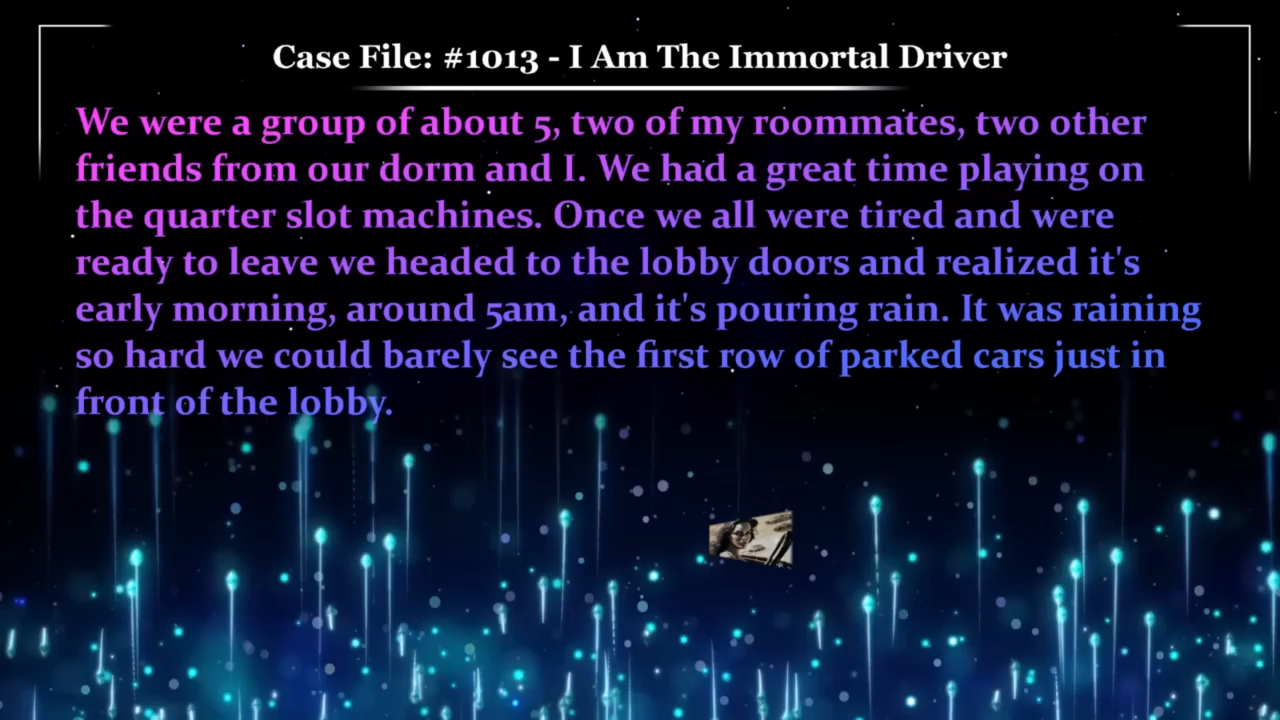 Case File: #1013 - I Am The Immortal Driver
We were a group of about 5, two of my roommates, two other
friends from our dorm and I. We had a great time playing on
the quarter slot machines. Once we all were tired and were
ready to leave we headed to the lobby doors and realized it's
early morning, around 5am, and it's pouring rain. It was raining
so hard we could barely see the first row of parked cars just in
front of the lobby.